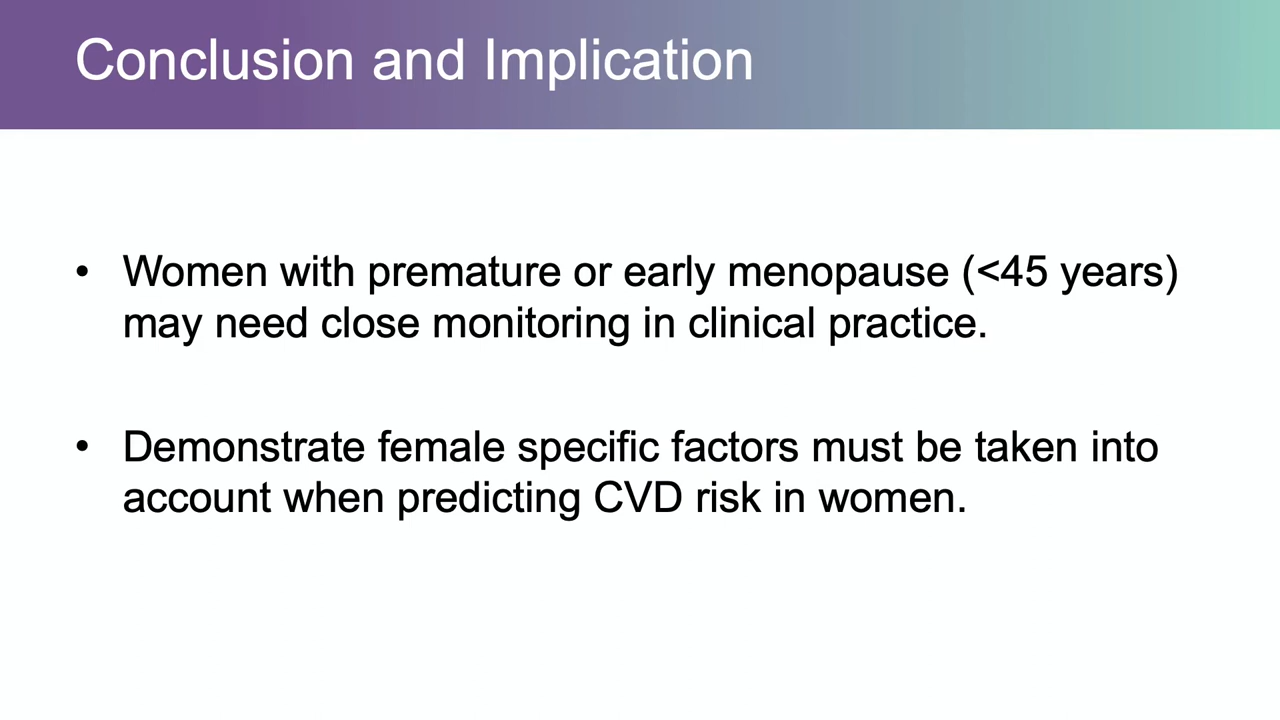 Conclusion and Implication
• Women with premature or early menopause (<45 years)
may need close monitoring in clinical practice.
• Demonstrate female specific factors must be taken into
account when predicting CVD risk in women.